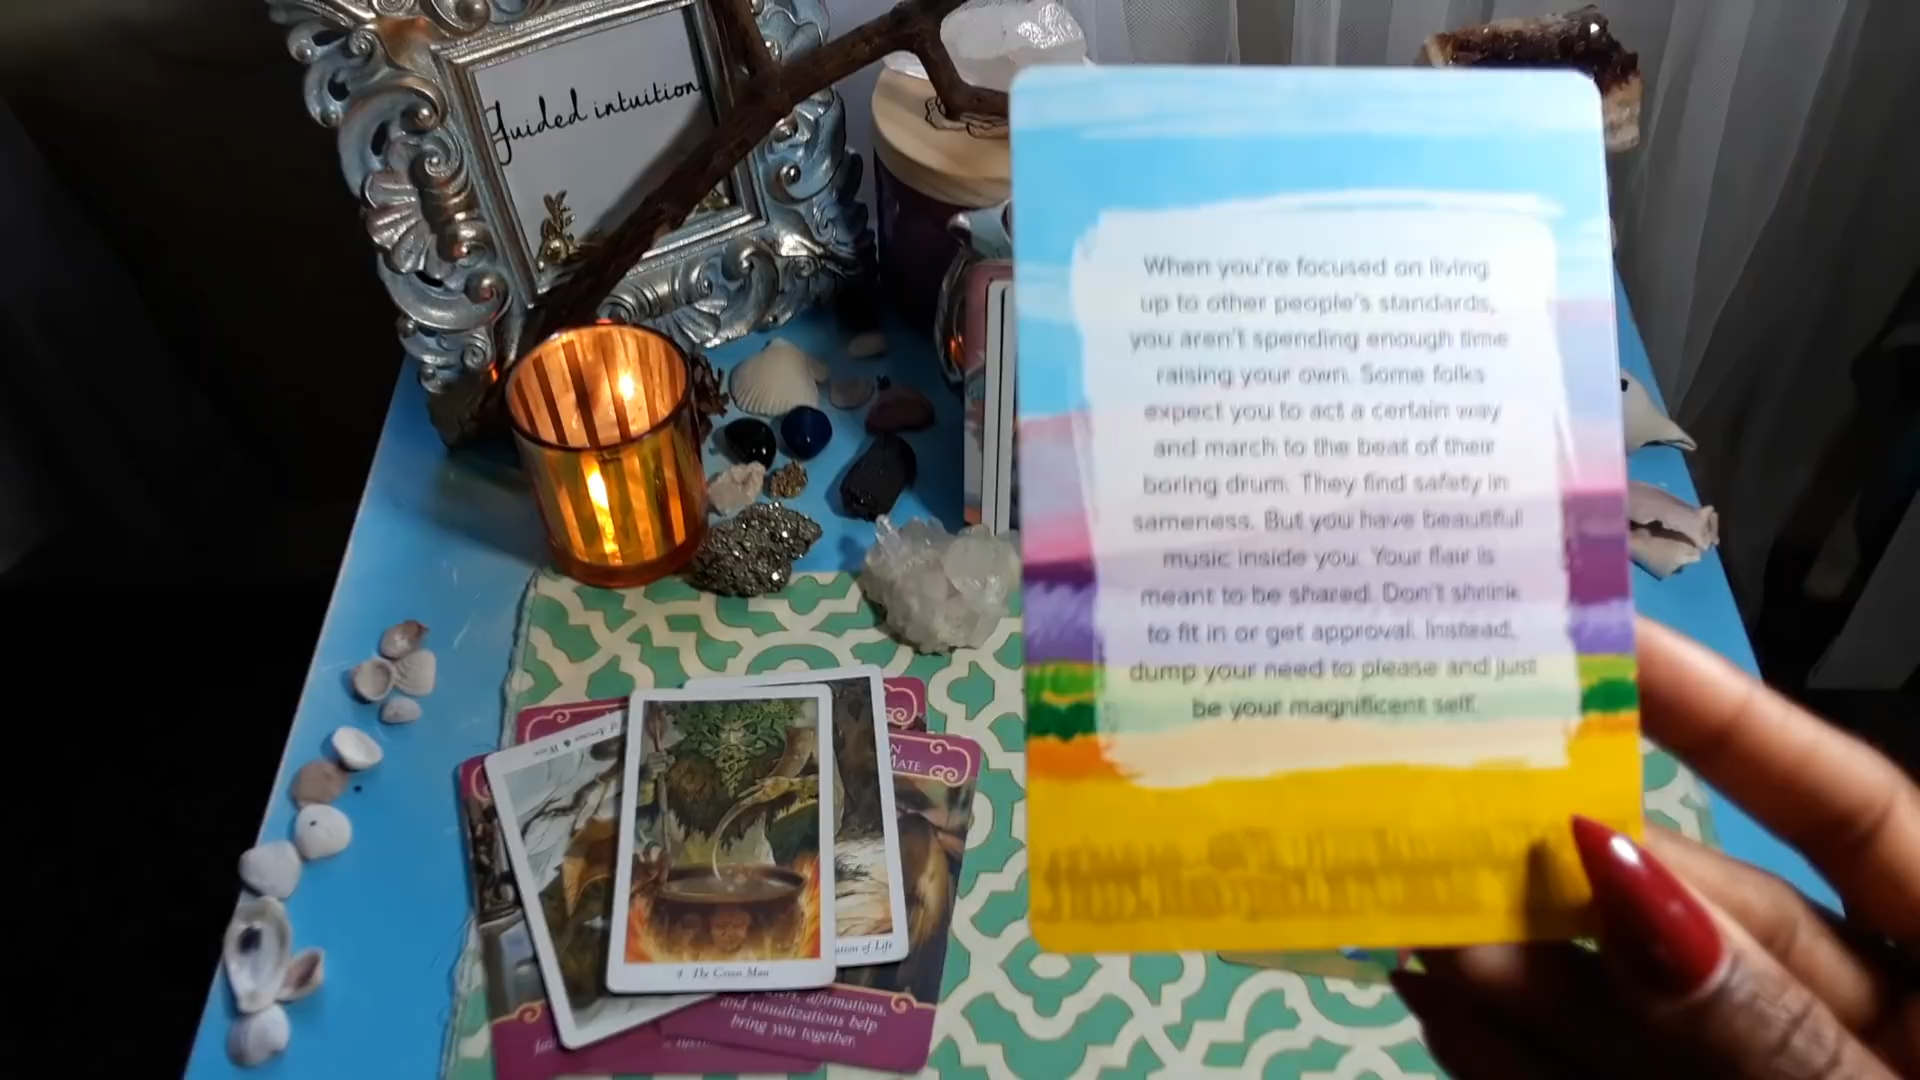 Guided intuition
When you're focused on living
up to other people's standards,
you aren't spending enough time
raising your own. Some folks
expect you to act a certain way
and march to the beat of their
boring drum. They find safety in
sameness. But you have beautiful
music inside you. Your flair is
meant to be shared. Don't shrink
to fit in or get approval. Instead,
dump your need to please and just
be your magnificent self.
MATE
4 The Green Man
of Life
affirmations,
and visualizations help
bring you together.